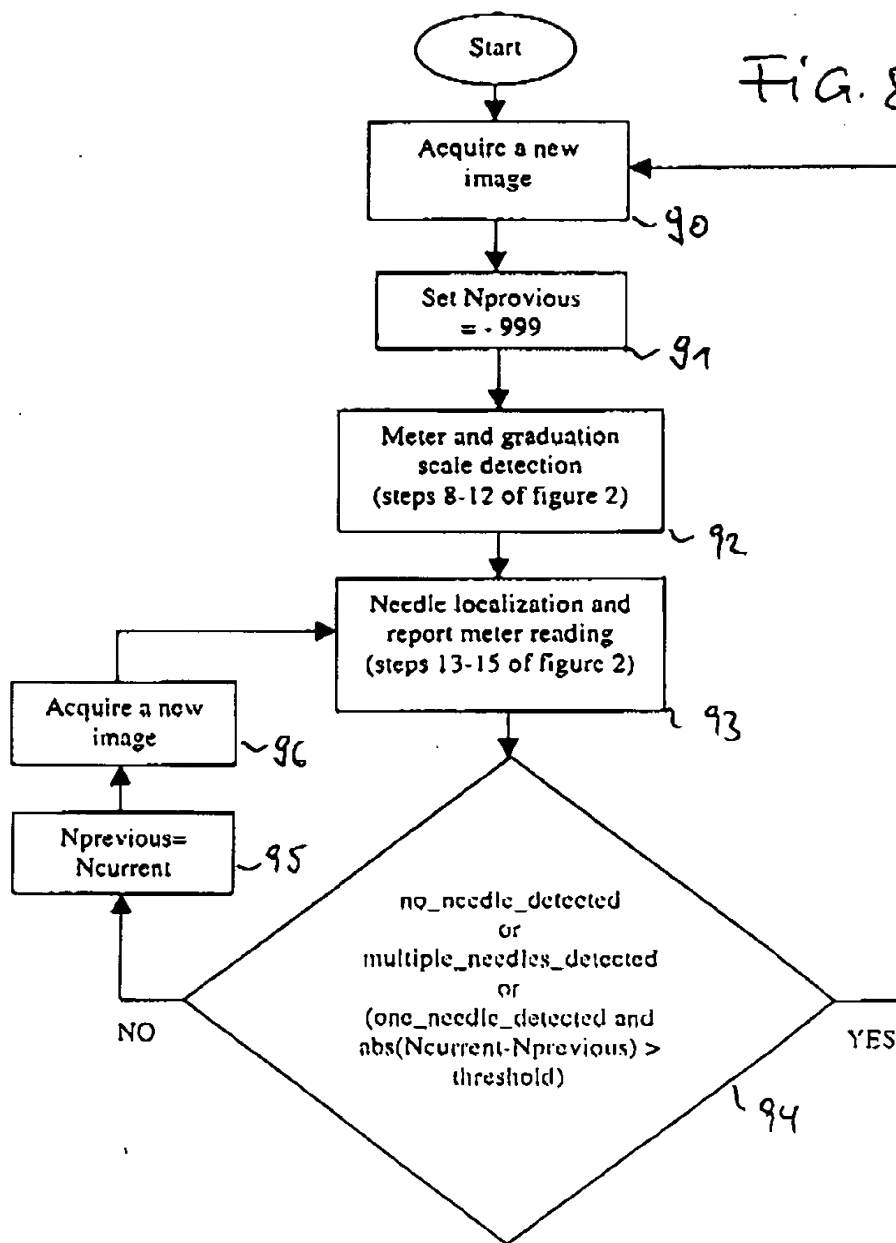 Start
FiG. 8
Acquire a new
image
90
Set Nprovious
= - 999
91
Meter and graduation
scale detection
(steps 8-12 of figure 2)
92
Needle localization and
report meter reading
(steps 13-15 of figure 2)
93
Acquire a now
image
96
Nprevious=
Ncurrent
95
no_needle_detected
or
multiple_needles_detected
or
(one_needle_detected and
abs(Ncurrent-Nprevious) >
threshold)
NO
YES
94